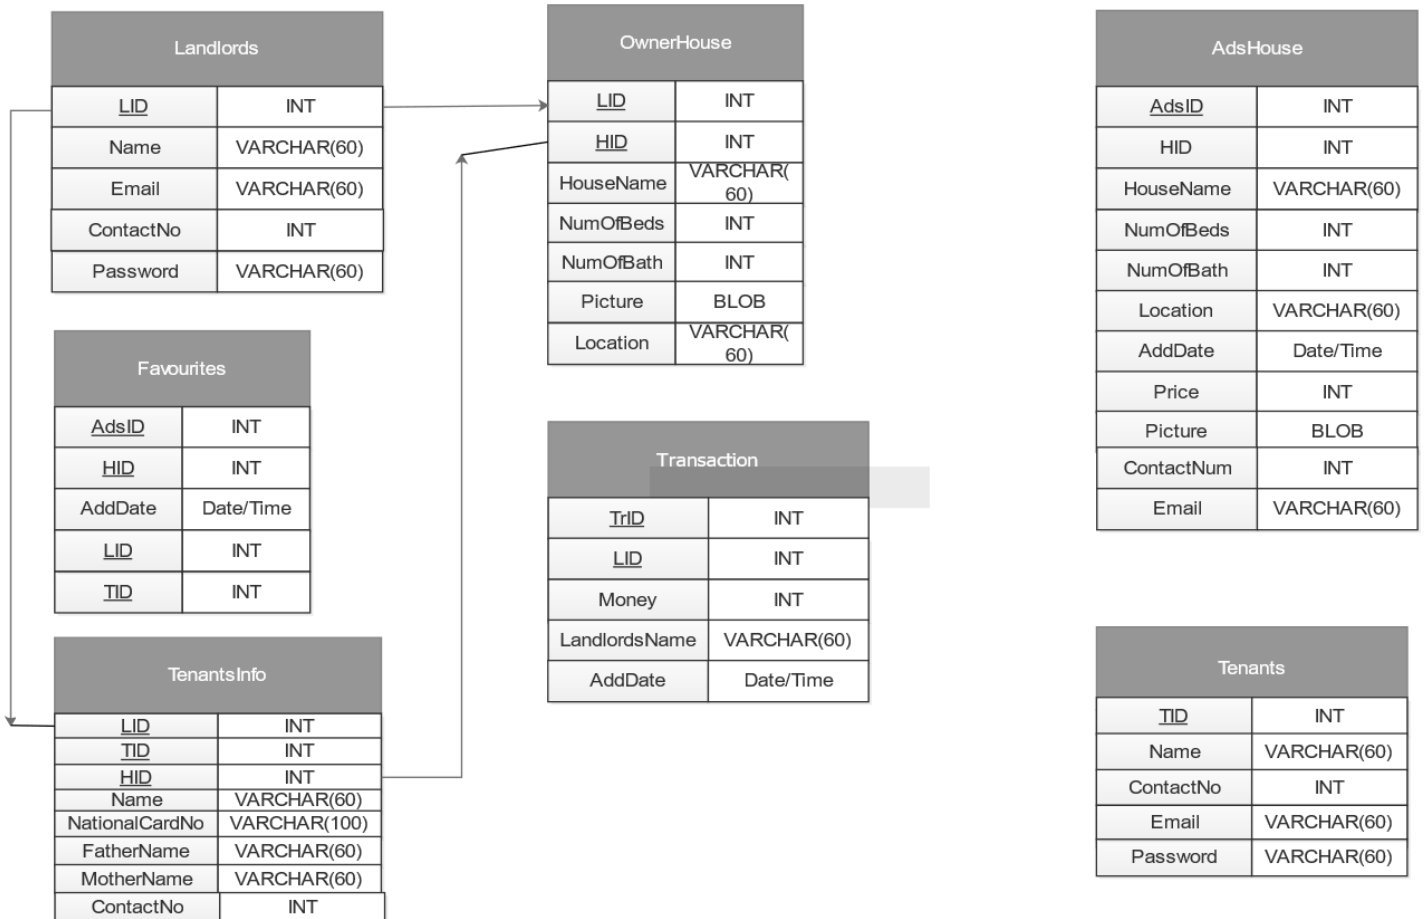 Landlords
LID INT
Name VARCHAR(60)
Email VARCHAR(60)
ContactNo INT
Password VARCHAR(60)
OwnerHouse
LID INT
HID INT
HouseName VARCHAR(
60)
NumOfBeds INT
NumOfBath INT
Picture BLOB
Location VARCHAR(
60)
AdsHouse
AdsID INT
HID INT
HouseName VARCHAR(60)
NumOfBeds INT
NumOfBath INT
Location VARCHAR(60)
AddDate Date/Time
Price INT
Picture BLOB
ContactNum INT
Email VARCHAR(60)
Favourites
AdsID INT
HID INT
AddDate Date/Time
LID INT
TID INT
Transaction
TrID INT
LID INT
Money INT
LandlordsName VARCHAR(60)
AddDate Date/Time
TenantsInfo
LID INT
TID INT
HID INT
Name VARCHAR(60)
NationalCardNo VARCHAR(100)
FatherName VARCHAR(60)
MotherName VARCHAR(60)
ContactNo INT
Tenants
TID INT
Name VARCHAR(60)
ContactNo INT
Email VARCHAR(60)
Password VARCHAR(60)